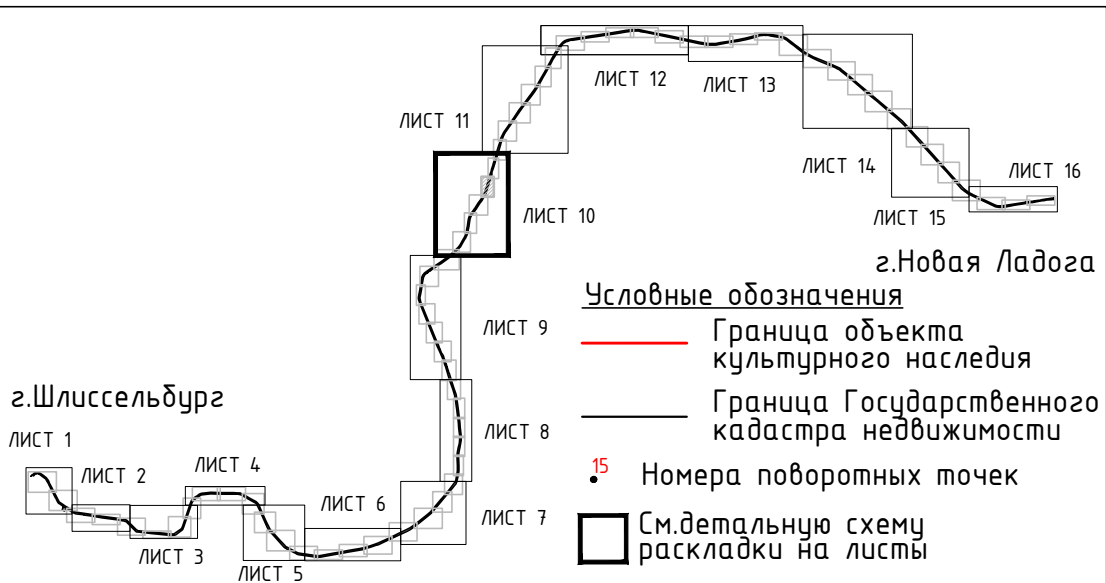 ЛИСТ 12
ЛИСТ 13
ЛИСТ 11
ЛИСТ 14
ЛИСТ 16
ЛИСТ 10
ЛИСТ 15
г.Новая Ладога
Условные обозначения
ЛИСТ 9
Граница объекта
культурного наследия
г.Шлиссельбург
Граница Государственного
кадастра недвижимости
ЛИСТ 1
ЛИСТ 2
ЛИСТ 4
ЛИСТ 8
15
Номера поворотных точек
ЛИСТ 6
ЛИСТ 7
ЛИСТ 3
ЛИСТ 5
См.детальную схему
раскладки на листы